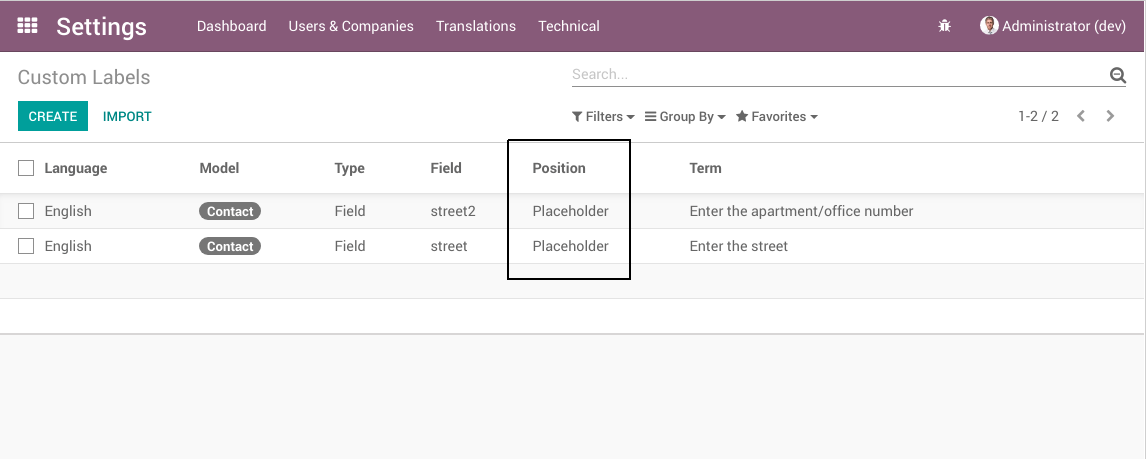 Settings Dashboard Users & Companies Translations Technical Administrator (dev)
Custom Labels Search...
CREATE IMPORT Filters Group By Favorites 1-2 / 2
Language Model Type Field Position Term
English Contact Field street2 Placeholder Enter the apartment/office number
English Contact Field street Placeholder Enter the street